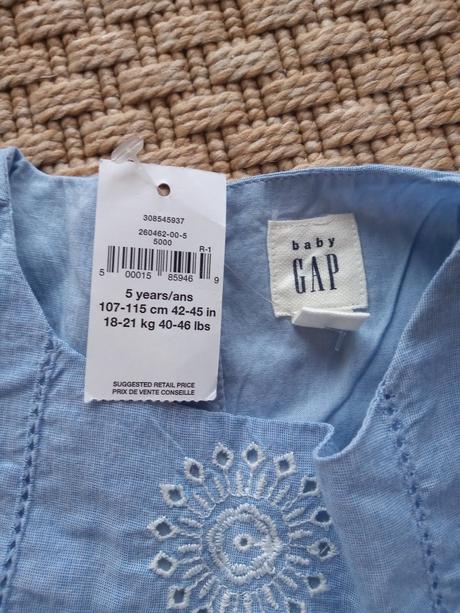 308545937
260462-00-5
5000
R-1
5 00015 85946 9
5 years/ans
107-115 cm 42-45 in
18-21 kg 40-46 lbs
SUGGESTED RETAIL PRICE
PRIX DE VENTE CONSEILLE
baby
GAP